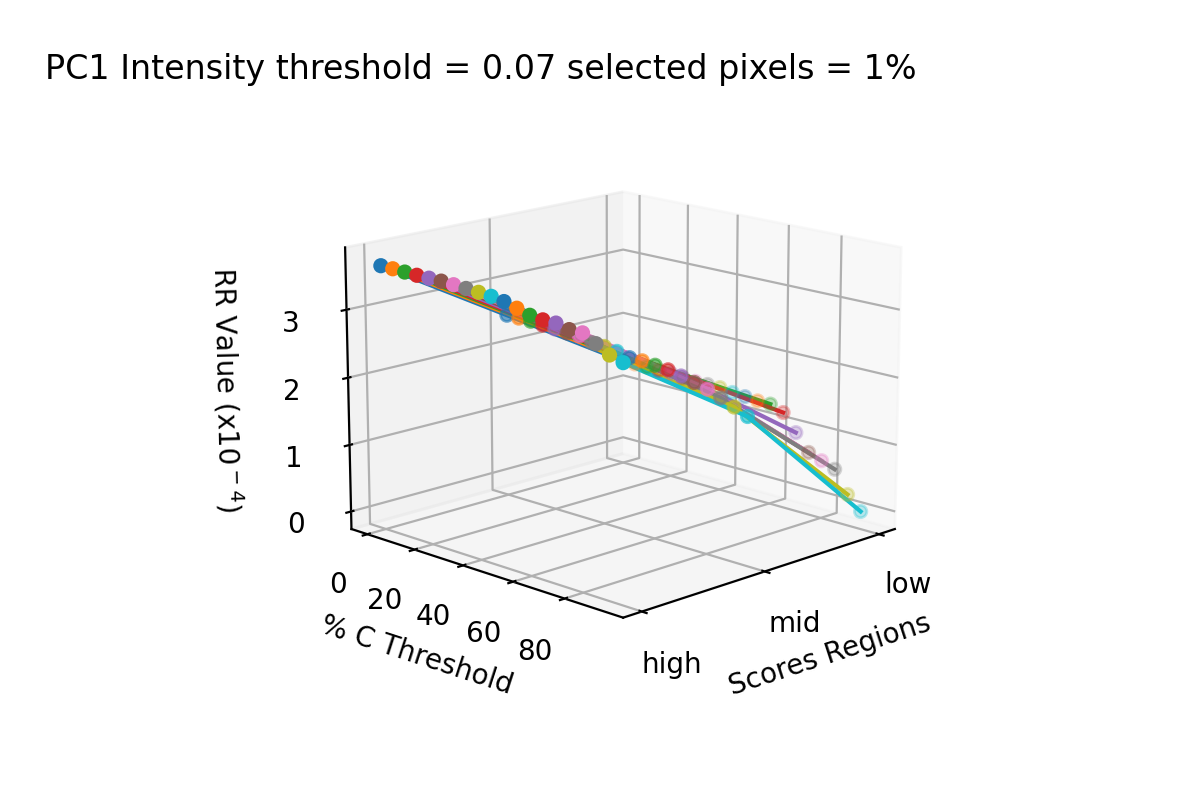 PC1 Intensity threshold = 0.07 selected pixels = 1%
RR Value (x10⁻⁴)
3
2
1
0
0
20
40
60
80
% C Threshold
high
mid
low
Scores Regions